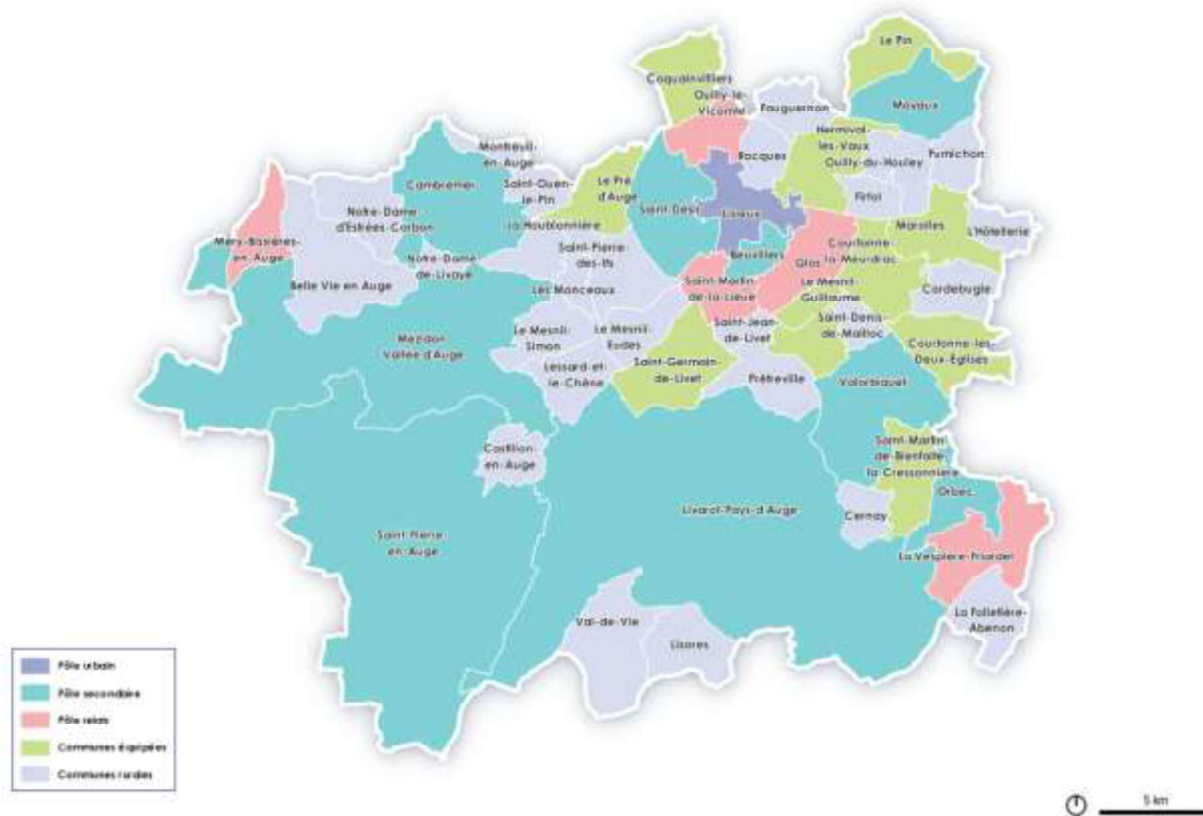 Le Pin
Coquainvilliers
Ouilly-le-
Vicomte
Fauguernon
Moyaux
Hermival-
les-Vaux
Montreuil-
en-Auge
Rocques
Ouilly-du-Houley
Fumichon
Cambremer
Saint-Ouen-
le-Pin
Le Pré
d'Auge
Firfol
Notre-Dame
d'Estrées-Corbon
Saint-Désir
Lisieux
La Houblonnière
Marolles
L'Hôtellerie
Méry-Bissières-
en-Auge
Saint-Pierre
des-Ifs
Beuvillers
Courtonne-
la-Meurdrac
Glos
Notre-Dame
de-Livaye
Belle Vie en Auge
Les Monceaux
Saint-Martin
de-la-Lieue
Le Mesnil-
Guillaume
Cordebugle
Mézidon
Vallée d'Auge
Le Mesnil-
Simon
Le Mesnil-
Eudes
Saint-Jean-
de-Livet
Saint-Denis-
de-Mailloc
Courtonne-les-
Deux-Églises
Lessard-et-
le-Chêne
Saint-Germain-
de-Livet
Prêtreville
Valorbiquet
Castillon-
en-Auge
Saint-Martin
de-Bienfaite-
la-Cressonnière
Orbec
Livarot-Pays-d'Auge
Cernay
Saint-Pierre
en-Auge
La Vespière-Friardel
La Folletière-
Abenon
Val-de-Vie
Lisores
Pôle urbain
Pôle secondaire
Pôle relais
Communes équipées
Communes rurales
5 km